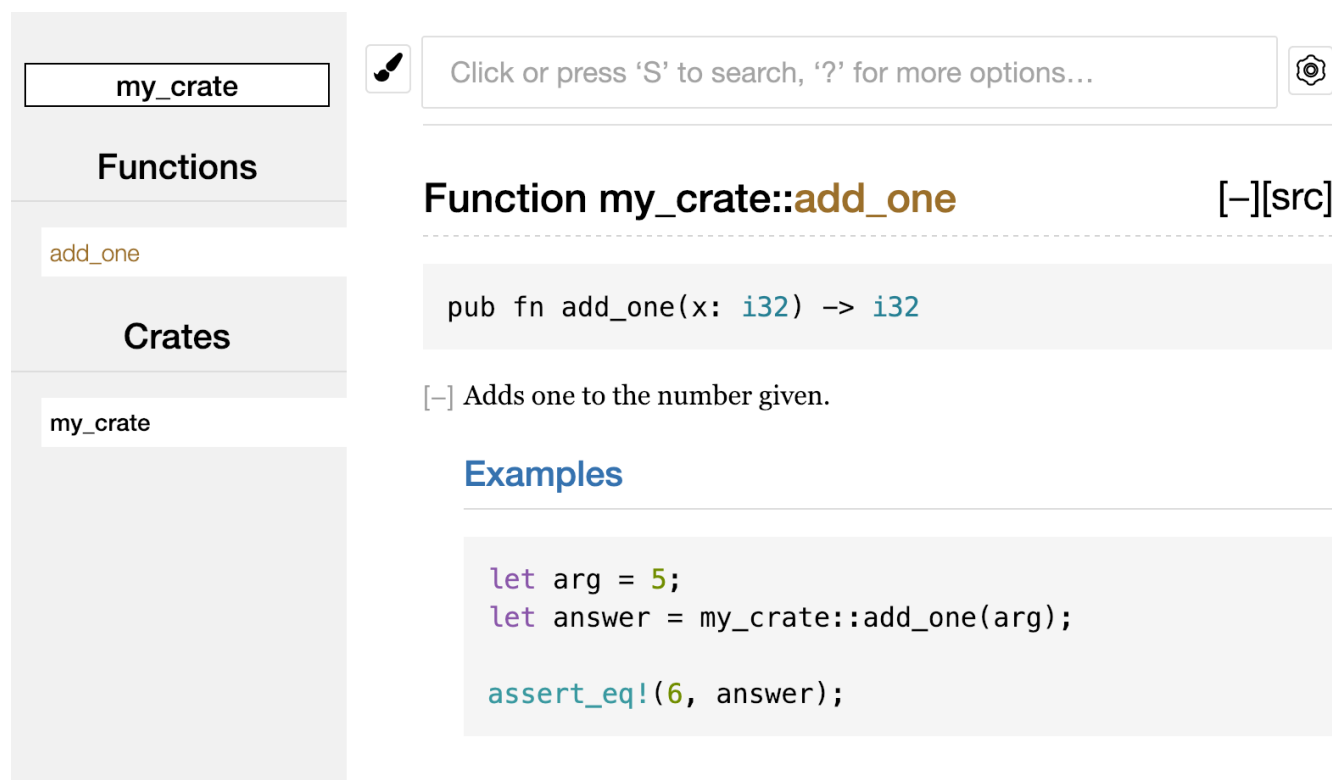 my_crate
Functions
add_one
Crates
my_crate
Click or press ‘S’ to search, ‘?’ for more options…
Function my_crate::add_one
[−][src]
pub fn add_one(x: i32) -> i32
[−] Adds one to the number given.
Examples
let arg = 5;
let answer = my_crate::add_one(arg);
assert_eq!(6, answer);